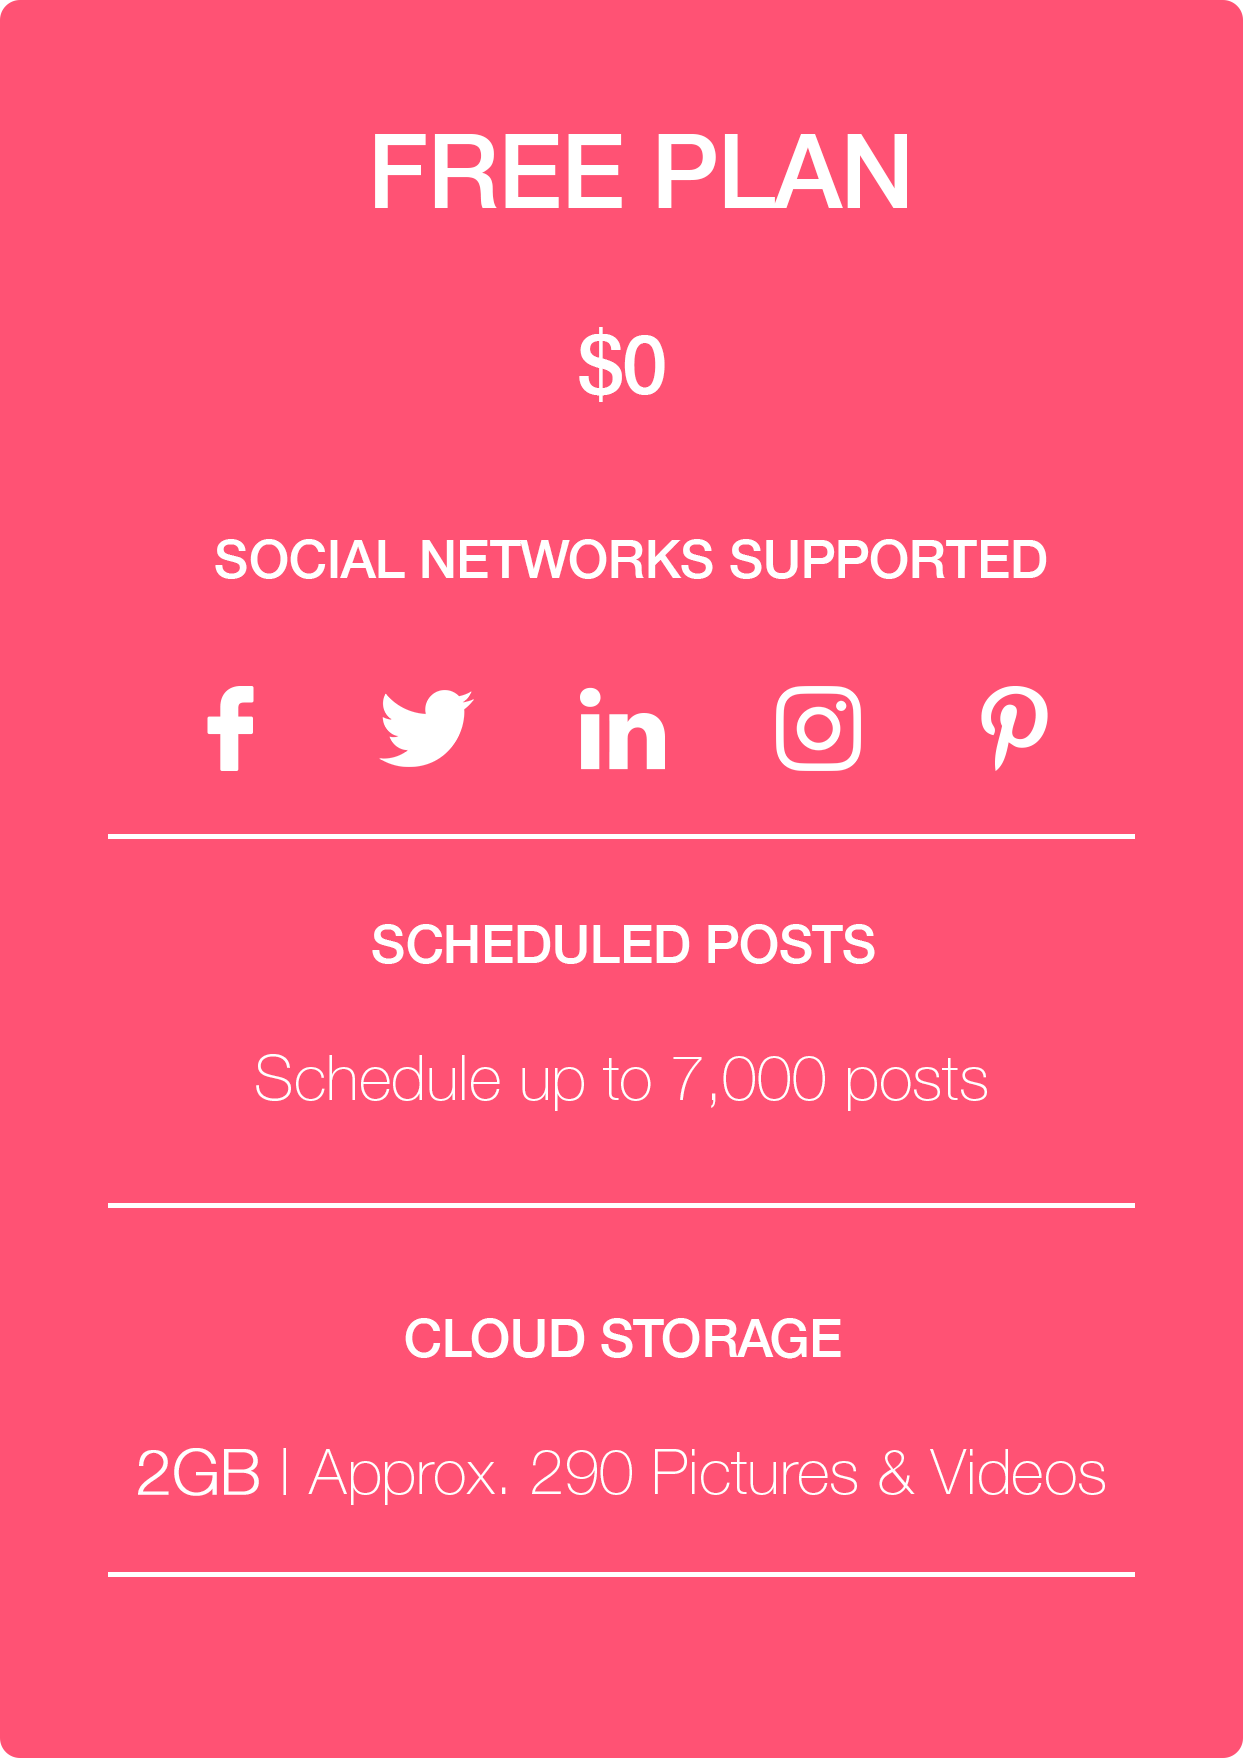 FREE PLAN
$0
SOCIAL NETWORKS SUPPORTED
SCHEDULED POSTS
Schedule up to 7,000 posts
CLOUD STORAGE
2GB | Approx. 290 Pictures & Videos